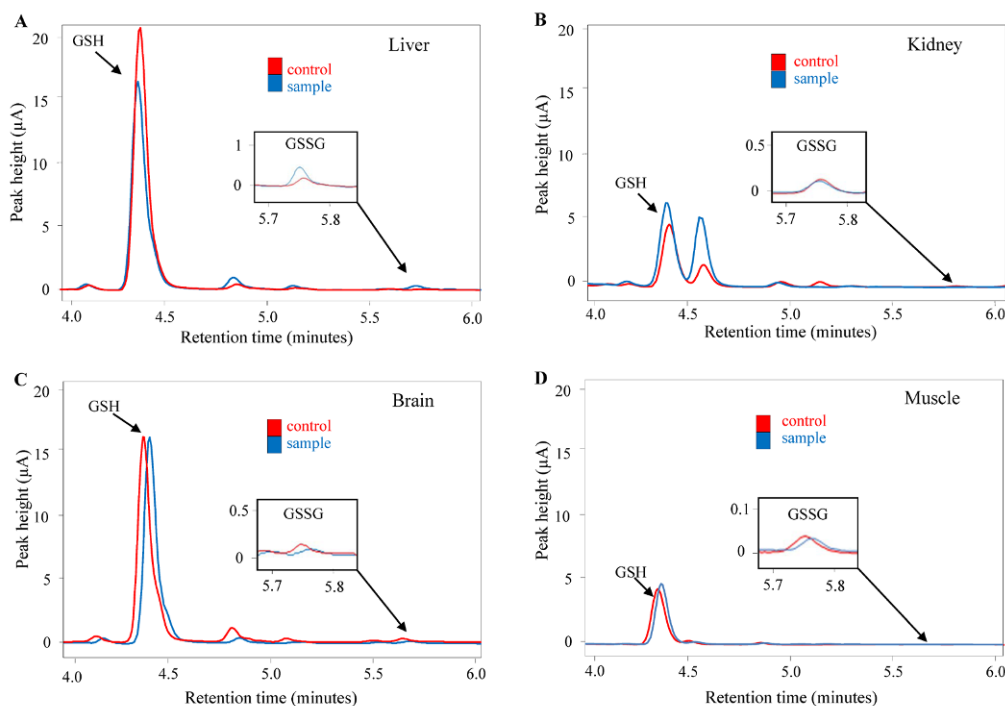 A
Liver
GSH
control
sample
GSSG
1
0
5.7 5.8
Peak height (µA)
20
15
10
5
0
4.0 4.5 5.0 5.5 6.0
Retention time (minutes)
B
Kidney
GSH
control
sample
GSSG
0.5
0
5.7 5.8
Peak height (µA)
20
15
10
5
0
4.0 4.5 5.0 5.5 6.0
Retention time (minutes)
C
Brain
GSH
control
sample
GSSG
0.5
0
5.7 5.8
Peak height (µA)
20
15
10
5
0
4.0 4.5 5.0 5.5 6.0
Retention time (minutes)
D
Muscle
GSH
control
sample
GSSG
0.1
0
5.7 5.8
Peak height (µA)
20
15
10
5
0
4.0 4.5 5.0 5.5 6.0
Retention time (minutes)